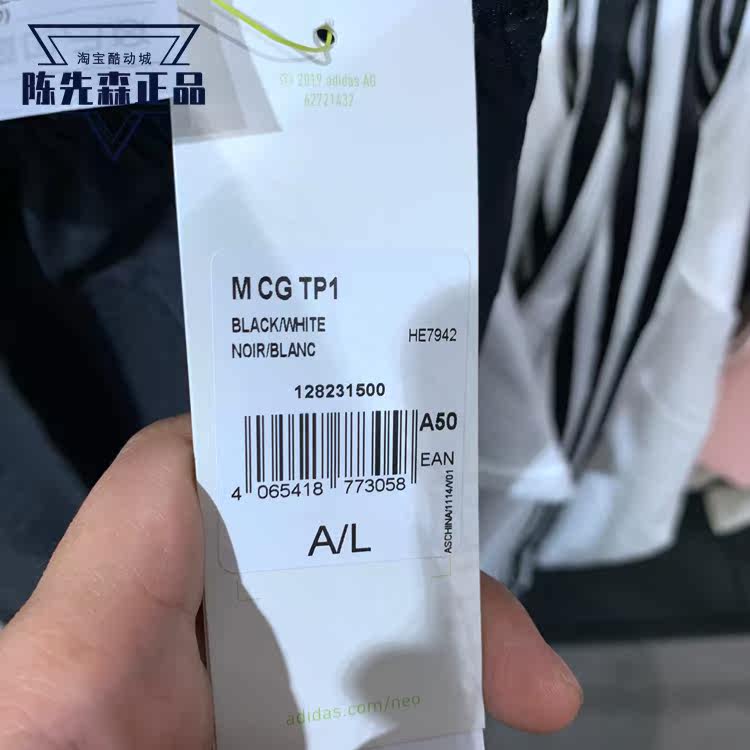 淘宝酷动城
陈先森正品
© 2019 adidas AG
62721A32
M CG TP1
BLACK/WHITE
NOIR/BLANC
HE7942
128231500
A50
EAN
4 065418 773058
ASCHINA/1114/V01
A/L
adidas.com/neo